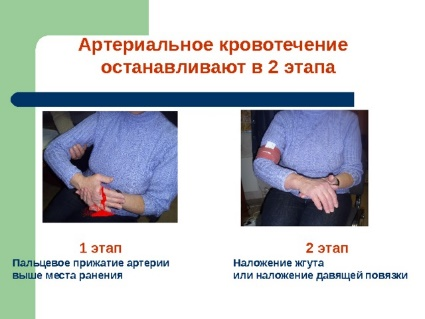 Артериальное кровотечение
останавливают в 2 этапа
1 этап
Пальцевое прижатие артерии
выше места ранения
2 этап
Наложение жгута
или наложение давящей повязки